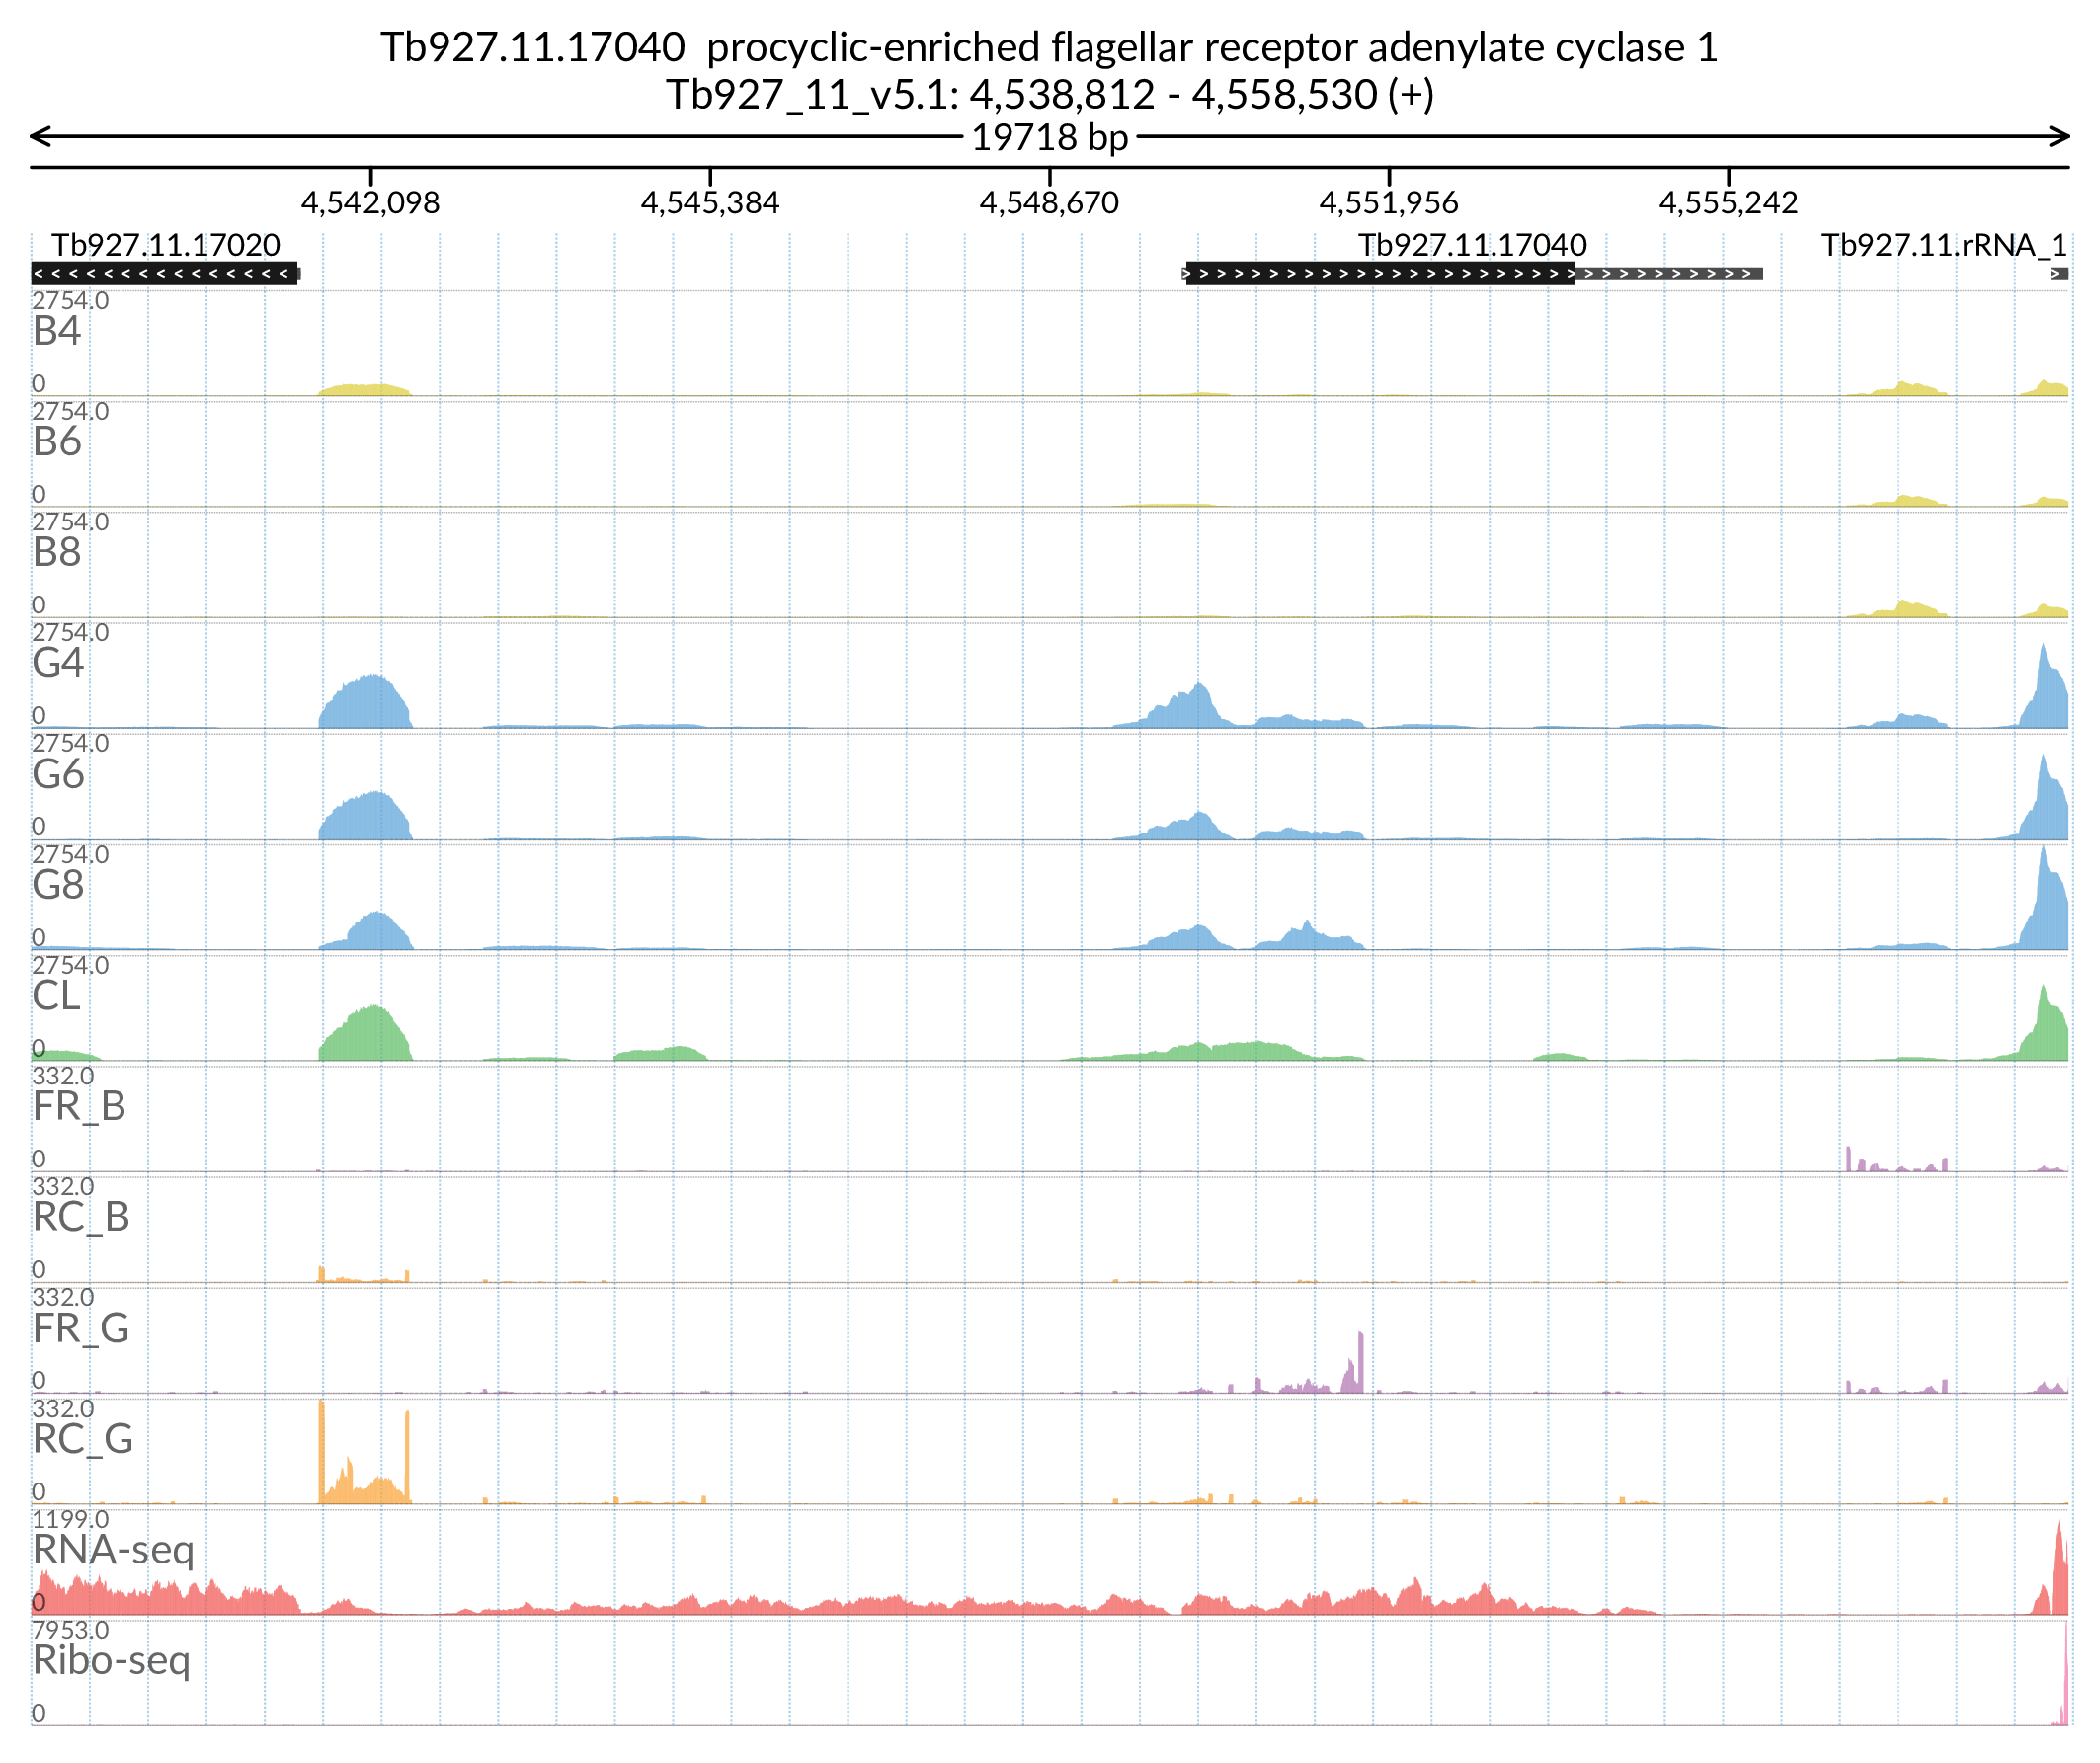 Tb927.11.17040 procyclic-enriched flagellar receptor adenylate cyclase 1
Tb927_11_v5.1: 4,538,812 - 4,558,530 (+)
19718 bp
4,542,098 4,545,384 4,548,670 4,551,956 4,555,242
Tb927.11.17020 Tb927.11.17040 Tb927.11.rRNA_1
2754.0
B4
0
2754.0
B6
0
2754.0
B8
0
2754.0
G4
0
2754.0
G6
0
2754.0
G8
0
2754.0
CL
0
332.0
FR_B
0
332.0
RC_B
0
332.0
FR_G
0
332.0
RC_G
0
1199.0
RNA-seq
0
7953.0
Ribo-seq
0